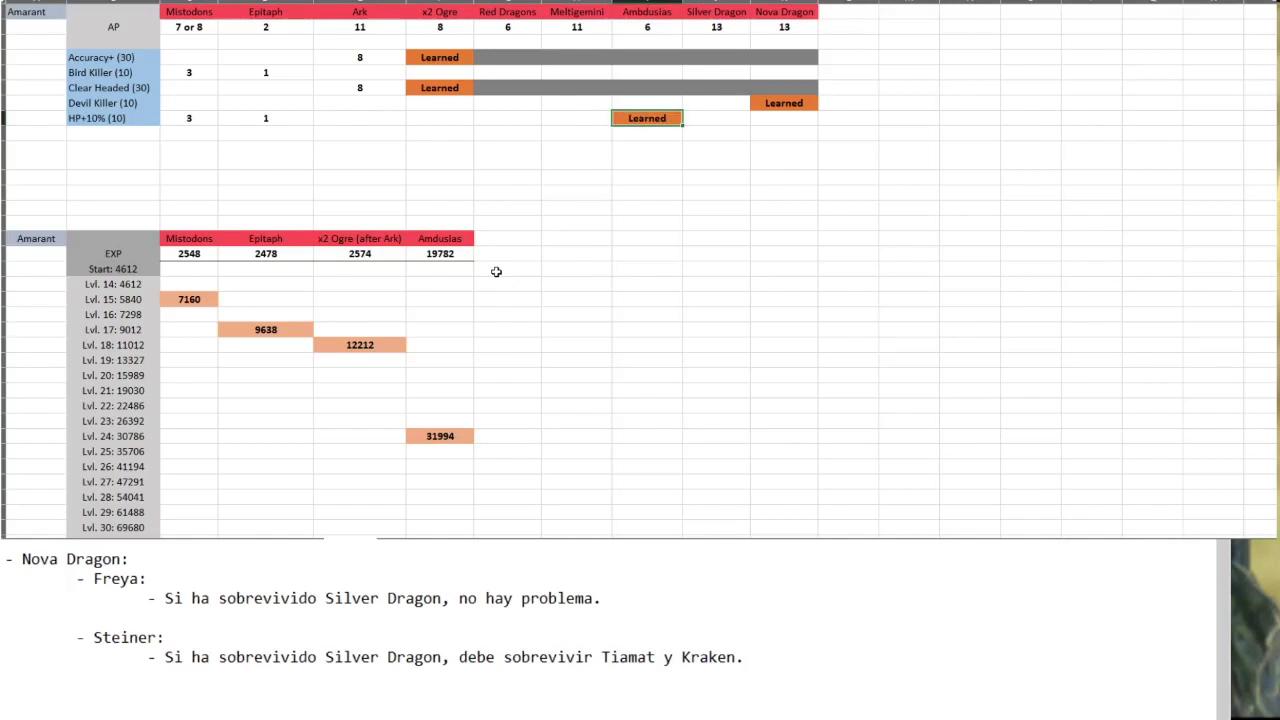 Amarant Mistodons Epitaph Ark x2 Ogre Red Dragons Meltigemini Ambdusias Silver Dragon Nova Dragon
AP 7 or 8 2 11 8 6 11 6 13 13
Accuracy+ (30) 8 Learned
Bird Killer (10) 3 1
Clear Headed (30) 8 Learned
Devil Killer (10) Learned
HP+10% (10) 3 1 Learned
Amarant Mistodons Epitaph x2 Ogre (after Ark) Amdusias
EXP 2548 2478 2574 19782
Start: 4612
Lvl. 14: 4612
Lvl. 15: 5840 7160
Lvl. 16: 7298
Lvl. 17: 9012 9638
Lvl. 18: 11012 12212
Lvl. 19: 13327
Lvl. 20: 15989
Lvl. 21: 19030
Lvl. 22: 22486
Lvl. 23: 26392
Lvl. 24: 30786 31994
Lvl. 25: 35706
Lvl. 26: 41194
Lvl. 27: 47291
Lvl. 28: 54041
Lvl. 29: 61488
Lvl. 30: 69680
- Nova Dragon:
- Freya:
- Si ha sobrevivido Silver Dragon, no hay problema.
- Steiner:
- Si ha sobrevivido Silver Dragon, debe sobrevivir Tiamat y Kraken.